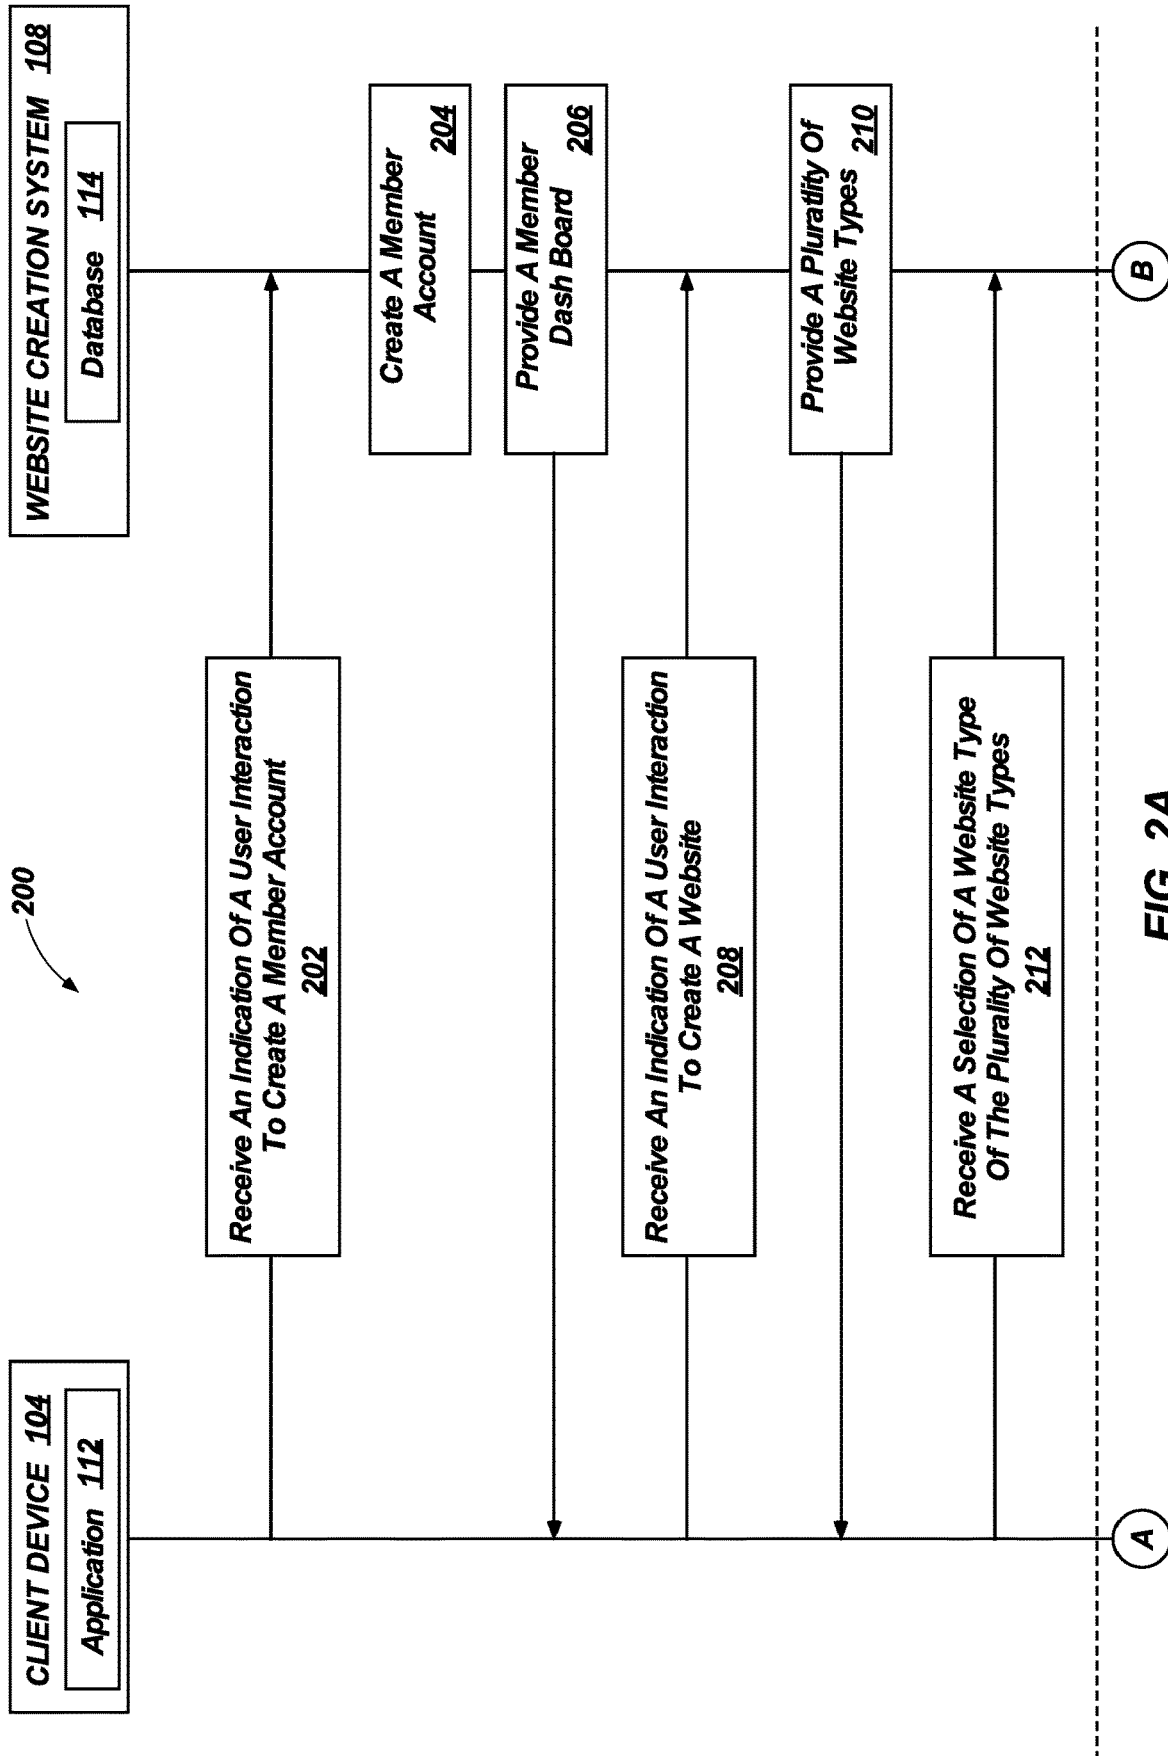 200
CLIENT DEVICE 104
Application 112
WEBSITE CREATION SYSTEM 108
Database 114
Receive An Indication Of A User Interaction
To Create A Member Account
202
Create A Member
Account 204
Provide A Member
Dash Board 206
Receive An Indication Of A User Interaction
To Create A Website
208
Provide A Pluratlity Of
Website Types 210
Receive A Selection Of A Website Type
Of The Plurality Of Website Types
212
A
B
FIG. 2A